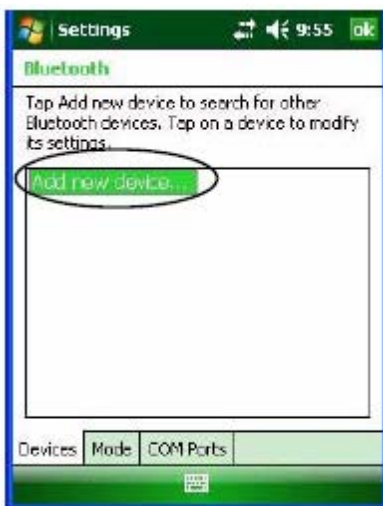 Settings 9:55 ok
Bluetooth
Tap Add new device to search for other
Bluetooth devices. Tap on a device to modify
its settings.
Add new device...
Devices Mode COM Ports